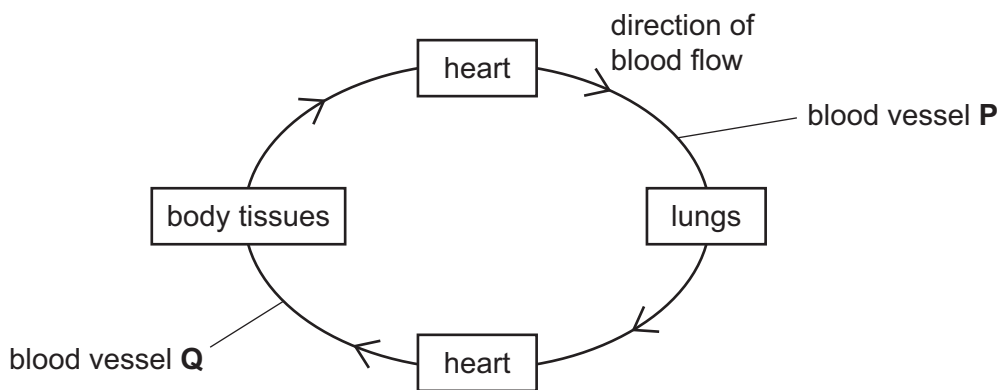 direction of
blood flow
heart
blood vessel P
body tissues
lungs
blood vessel Q
heart